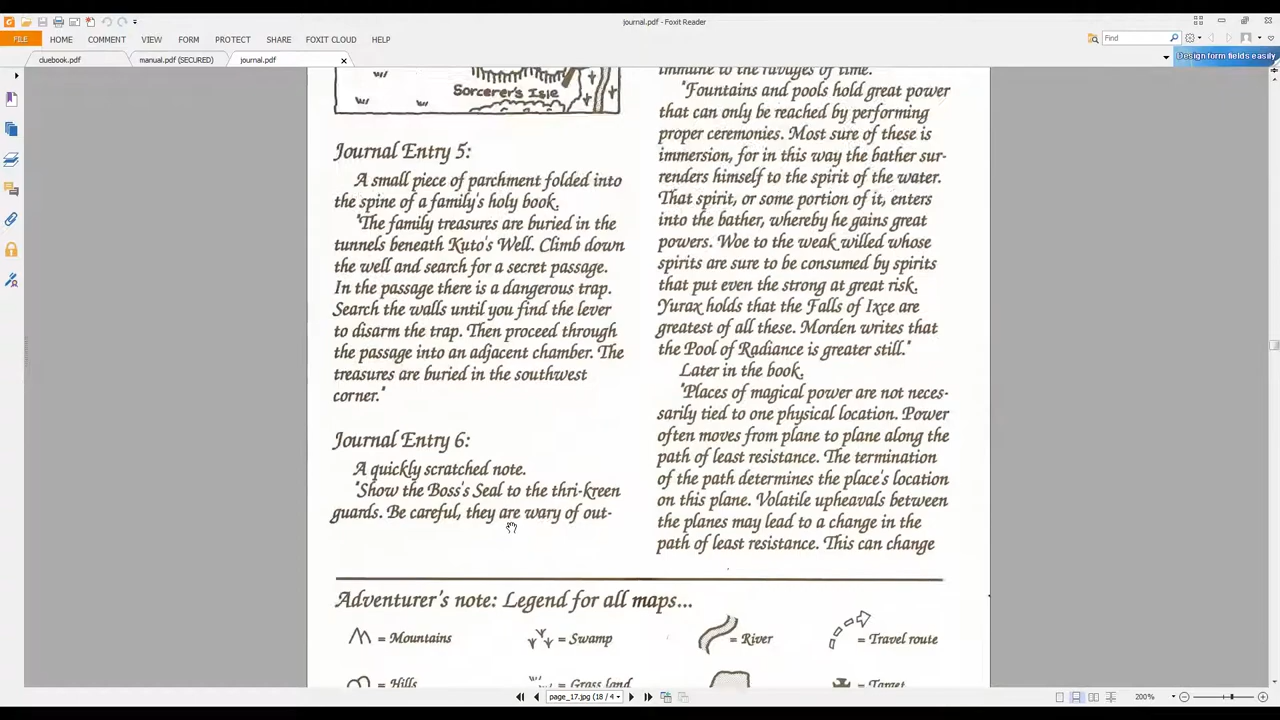 journal.pdf - Foxit Reader
FILE HOME COMMENT VIEW FORM PROTECT SHARE FOXIT CLOUD HELP
Find
cluebook.pdf manual.pdf (SECURED) journal.pdf
Design form fields easily
Sorcerer's Isle
Journal Entry 5:
A small piece of parchment folded into
the spine of a family's holy book.
"The family treasures are buried in the
tunnels beneath Kuto's Well. Climb down
the well and search for a secret passage.
In the passage there is a dangerous trap.
Search the walls until you find the lever
to disarm the trap. Then proceed through
the passage into an adjacent chamber. The
treasures are buried in the southwest
corner."
Journal Entry 6:
A quickly scratched note.
"Show the Boss's Seal to the thri-kreen
guards. Be careful, they are wary of out-
immune to the ravages of time.
"Fountains and pools hold great power
that can only be reached by performing
proper ceremonies. Most sure of these is
immersion, for in this way the bather sur-
renders himself to the spirit of the water.
That spirit, or some portion of it, enters
into the bather, whereby he gains great
powers. Woe to the weak willed whose
spirits are sure to be consumed by spirits
that put even the strong at great risk.
Yurax holds that the Falls of Ixce are
greatest of all these. Morden writes that
the Pool of Radiance is greater still."
Later in the book.
"Places of magical power are not neces-
sarily tied to one physical location. Power
often moves from plane to plane along the
path of least resistance. The termination
of the path determines the place's location
on this plane. Volatile upheavals between
the planes may lead to a change in the
path of least resistance. This can change
Adventurer's note: Legend for all maps...
= Mountains = Swamp = River = Travel route
= Hills = Grass land = Target
page_17.jpg (18 / 4 200%